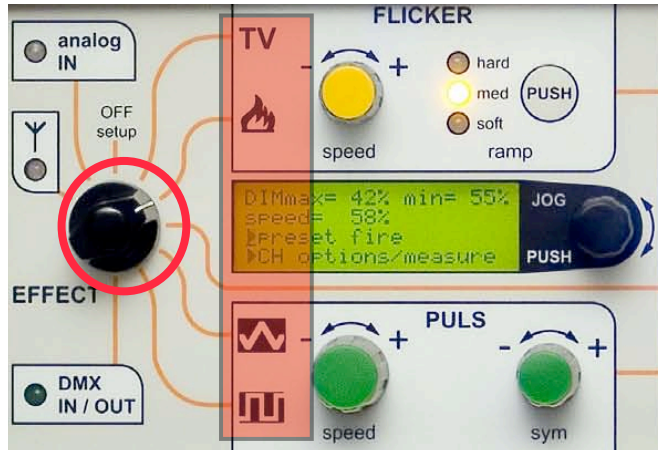 analog
IN
OFF
setup
EFFECT
DMX
IN / OUT
TV
FLICKER
- +
speed
hard
med
soft
ramp
PUSH
DIMmax= 42% min= 55%
speed= 58%
preset fire
CH options/measure
JOG
PUSH
PULS
- +
speed
- +
sym